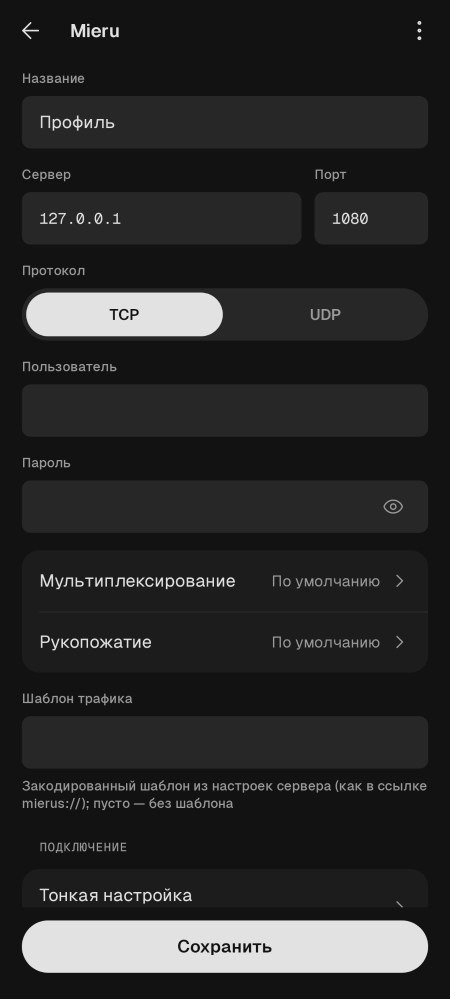 Mieru
Название
Профиль
Сервер
Порт
127.0.0.1
1080
Протокол
TCP
UDP
Пользователь
Пароль
Мультиплексирование
По умолчанию
Рукопожатие
По умолчанию
Шаблон трафика
Закодированный шаблон из настроек сервера (как в ссылке
mierus://); пусто — без шаблона
ПОДКЛЮЧЕНИЕ
Тонкая настройка
Сохранить